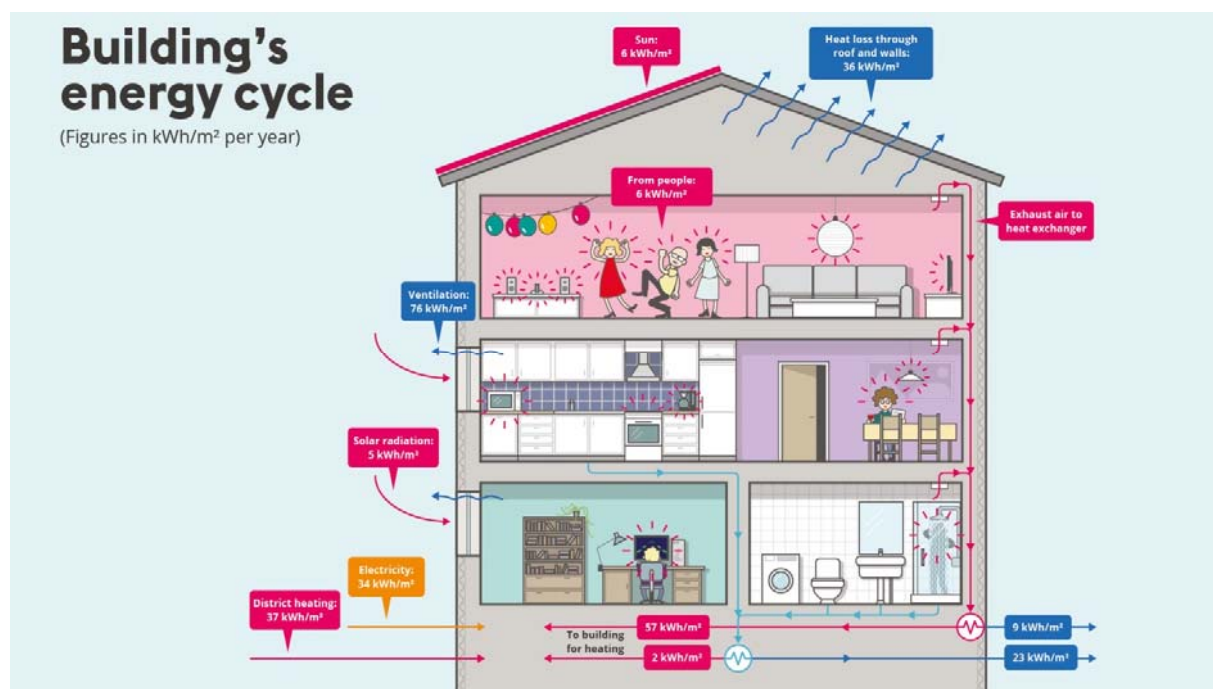 Building's
energy cycle
(Figures in kWh/m² per year)
Sun:
6 kWh/m²
Heat loss through
roof and walls:
36 kWh/m²
From people:
6 kWh/m²
Exhaust air to
heat exchanger
Ventilation:
76 kWh/m²
Solar radiation:
5 kWh/m²
Electricity:
34 kWh/m²
District heating:
37 kWh/m²
To building
for heating
57 kWh/m²
9 kWh/m²
2 kWh/m²
23 kWh/m²